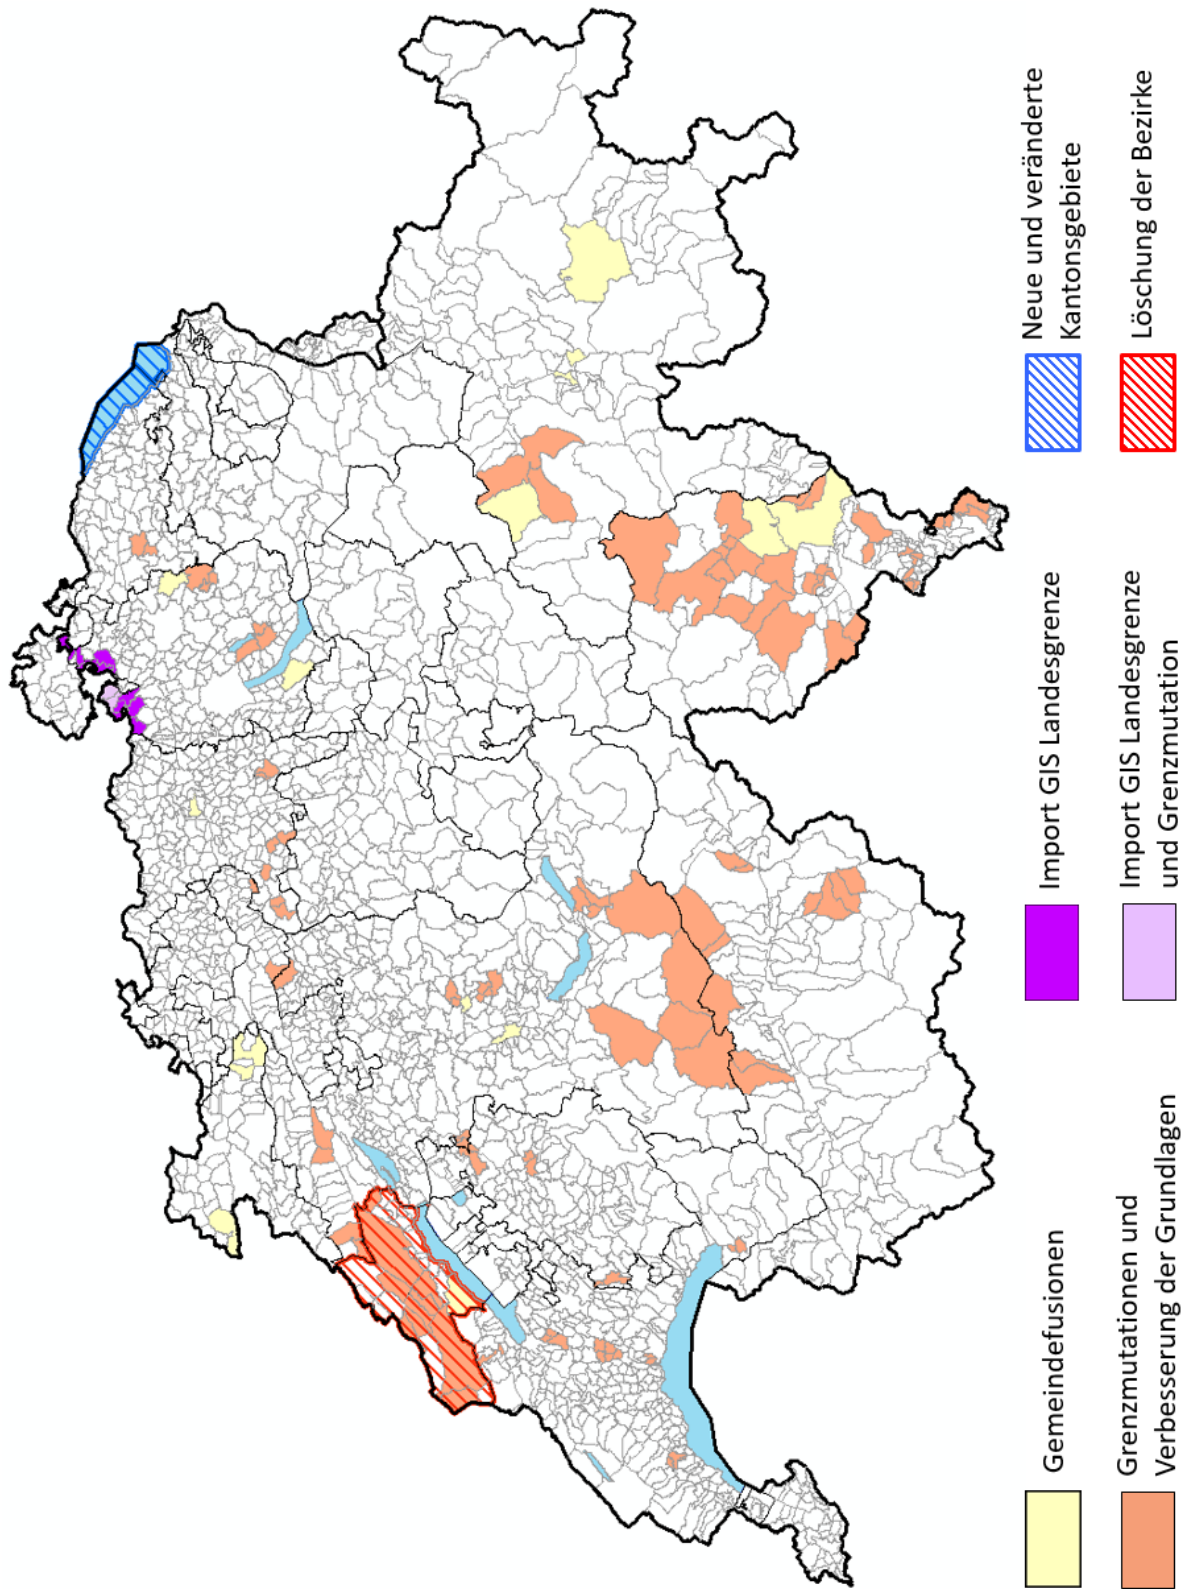 Gemeindefusionen
Grenzmutationen und
Verbesserung der Grundlagen
Import GIS Landesgrenze
Import GIS Landesgrenze
und Grenzmutation
Neue und veränderte
Kantonsgebiete
Löschung der Bezirke